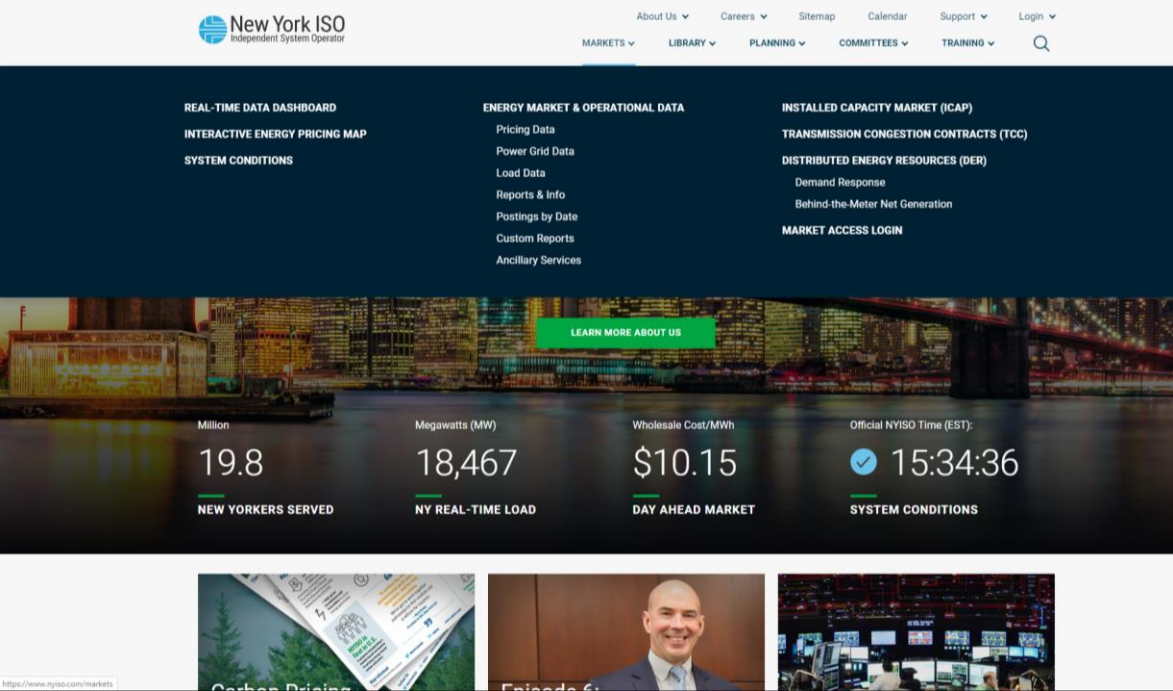 New York ISO
Independent System Operator
About Us
Careers
Sitemap
Calendar
Support
Login
MARKETS
LIBRARY
PLANNING
COMMITTEES
TRAINING
REAL-TIME DATA DASHBOARD
INTERACTIVE ENERGY PRICING MAP
SYSTEM CONDITIONS
ENERGY MARKET & OPERATIONAL DATA
Pricing Data
Power Grid Data
Load Data
Reports & Info
Postings by Date
Custom Reports
Ancillary Services
INSTALLED CAPACITY MARKET (ICAP)
TRANSMISSION CONGESTION CONTRACTS (TCC)
DISTRIBUTED ENERGY RESOURCES (DER)
Demand Response
Behind-the-Meter Net Generation
MARKET ACCESS LOGIN
LEARN MORE ABOUT US
Million
19.8
NEW YORKERS SERVED
Megawatts (MW)
18,467
NY REAL-TIME LOAD
Wholesale Cost/MWh
$10.15
DAY AHEAD MARKET
Official NYISO Time (EST):
15:34:36
SYSTEM CONDITIONS
Carbon Pricing
Episode 6:
https://www.nyiso.com/markets